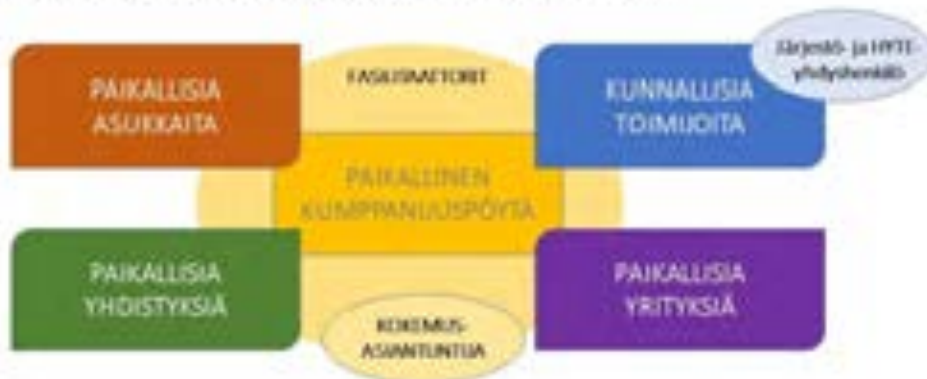 PAIKALLISIA
ASUKKAITA
FASILITAATTORIT
KUNNALLISIA
TOIMIJOITA
Järjestö- ja HYTE-
yhdyshenkilö
PAIKALLINEN
KUMPPANUUSPÖYTÄ
PAIKALLISIA
YHDISTYKSIÄ
KOKEMUS-
ASIANTUNTIJA
PAIKALLISIA
YRITYKSIÄ